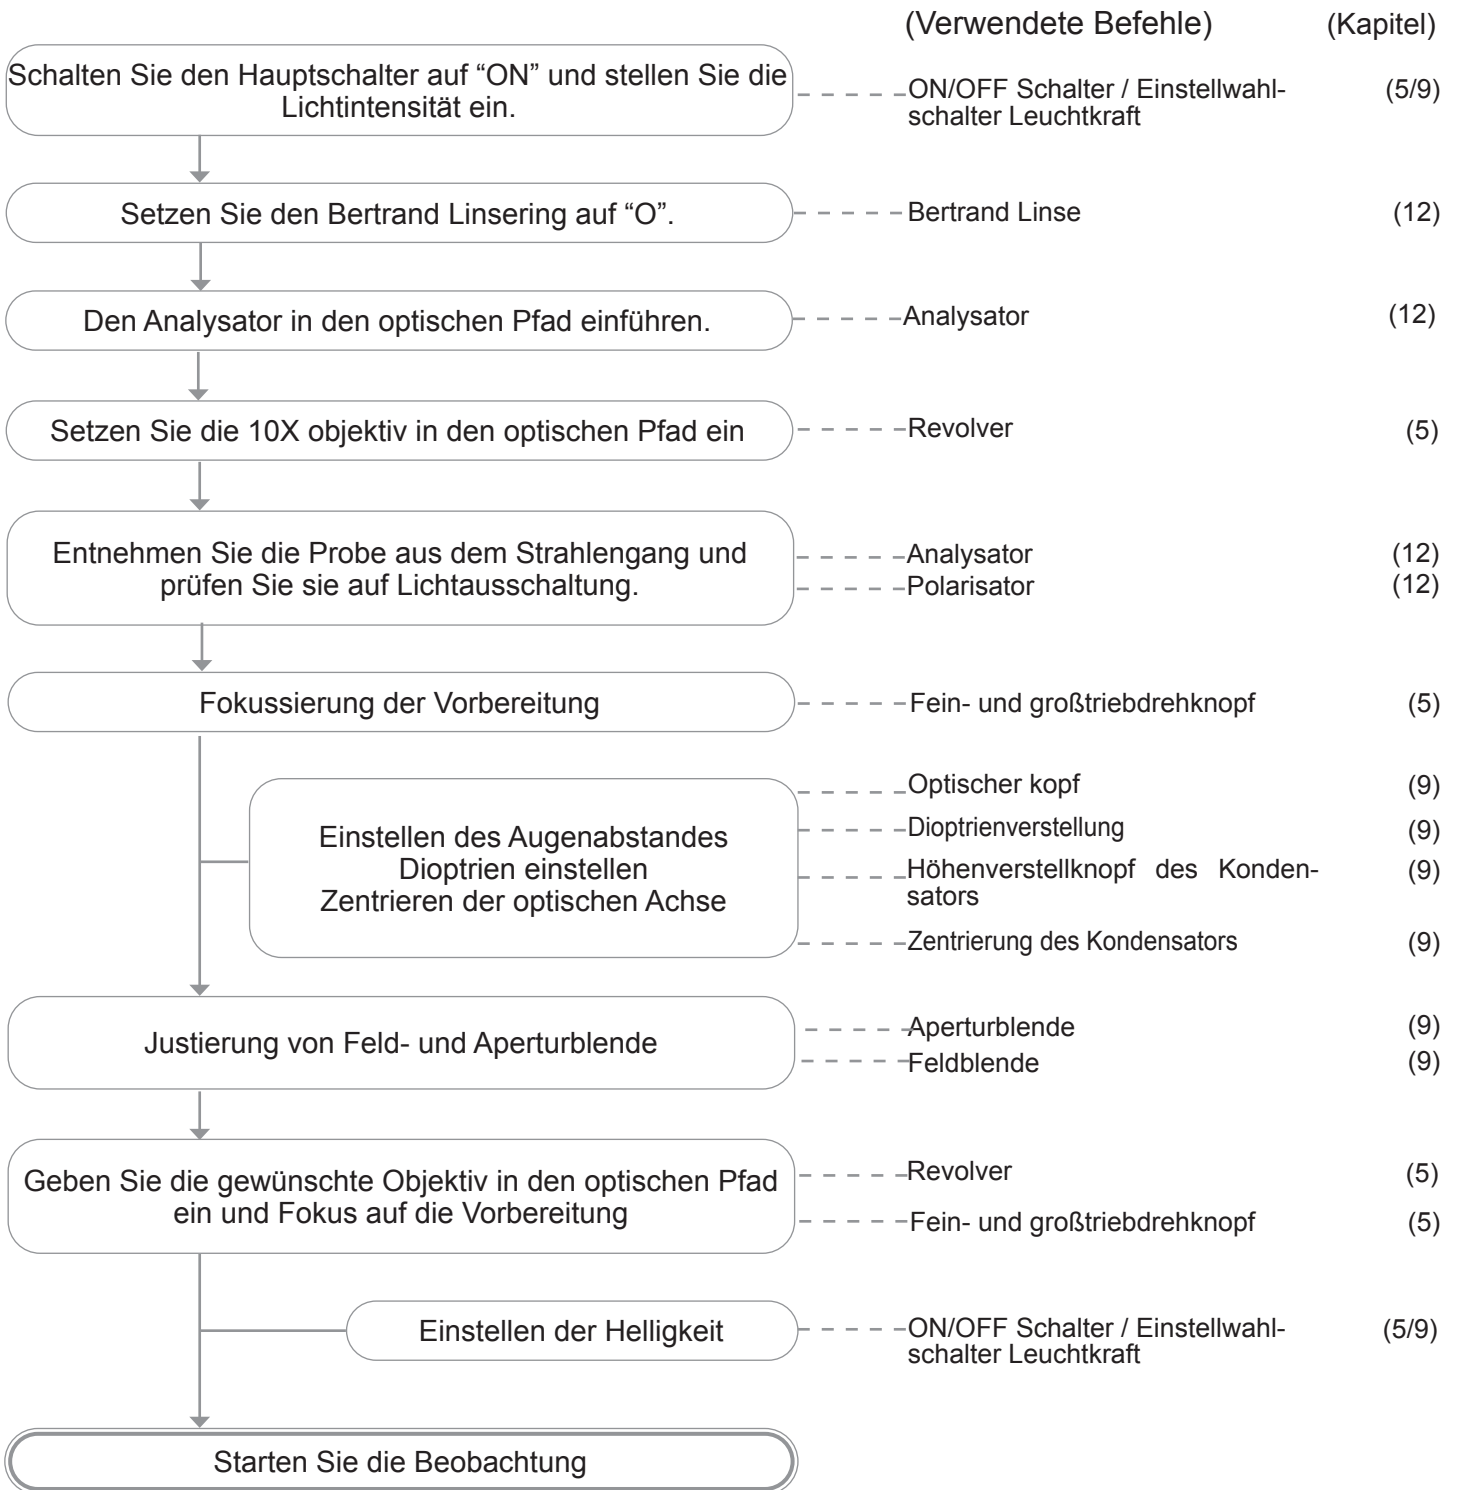 (Verwendete Befehle) (Kapitel)
Schalten Sie den Hauptschalter auf “ON” und stellen Sie die
Lichtintensität ein.
ON/OFF Schalter / Einstellwahl-
schalter Leuchtkraft
(5/9)
Setzen Sie den Bertrand Linsering auf “O”.
Bertrand Linse
(12)
Den Analysator in den optischen Pfad einführen.
Analysator
(12)
Setzen Sie die 10X objektiv in den optischen Pfad ein
Revolver
(5)
Entnehmen Sie die Probe aus dem Strahlengang und
prüfen Sie sie auf Lichtausschaltung.
Analysator
(12)
Polarisator
(12)
Fokussierung der Vorbereitung
Fein- und großtriebdrehknopf
(5)
Einstellen des Augenabstandes
Dioptrien einstellen
Zentrieren der optischen Achse
Optischer kopf
(9)
Dioptrienverstellung
(9)
Höhenverstellknopf des Konden-
sators
(9)
Zentrierung des Kondensators
(9)
Justierung von Feld- und Aperturblende
Aperturblende
(9)
Feldblende
(9)
Geben Sie die gewünschte Objektiv in den optischen Pfad
ein und Fokus auf die Vorbereitung
Revolver
(5)
Fein- und großtriebdrehknopf
(5)
Einstellen der Helligkeit
ON/OFF Schalter / Einstellwahl-
schalter Leuchtkraft
(5/9)
Starten Sie die Beobachtung